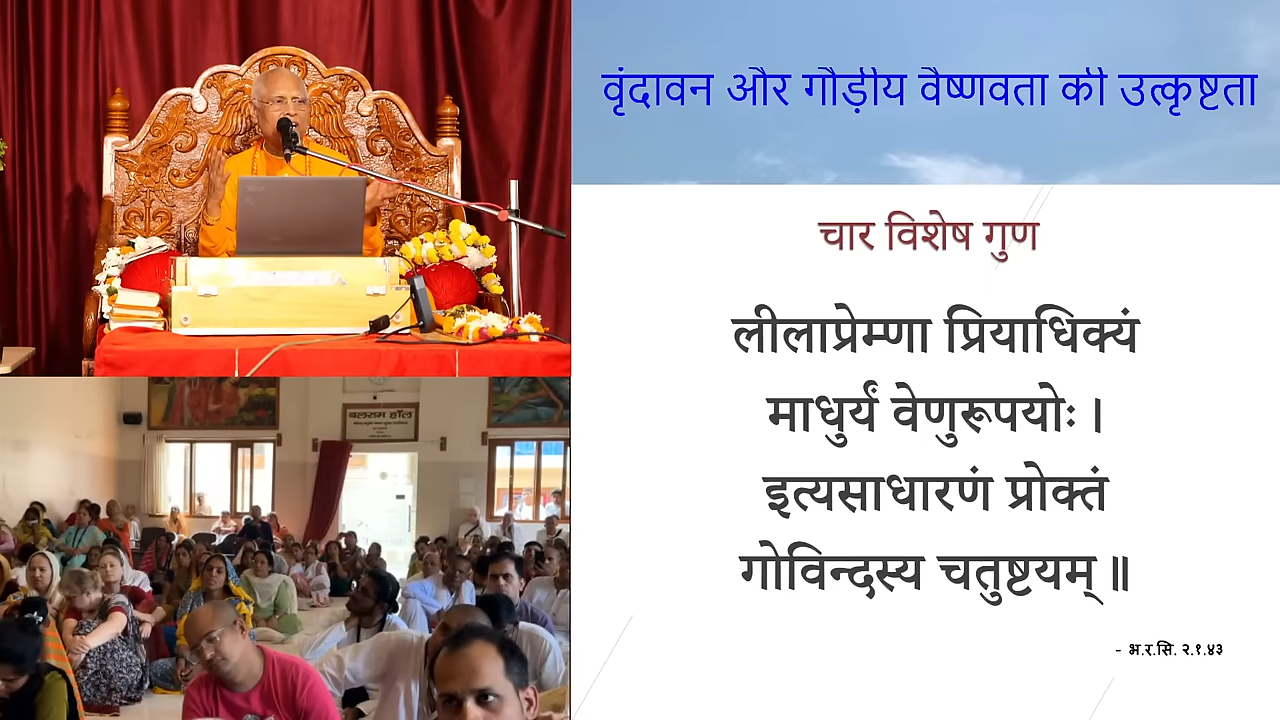 वृंदावन और गौड़ीय वैष्णवता की उत्कृष्टता
चार विशेष गुण
लीलाप्रेम्णा प्रियाधिक्यं
माधुर्यं वेणुरूपयोः ।
इत्यसाधारणं प्रोक्तं
गोविन्दस्य चतुष्टयम् ॥
- भ.र.सि. २.१.४३
बलराम हॉल